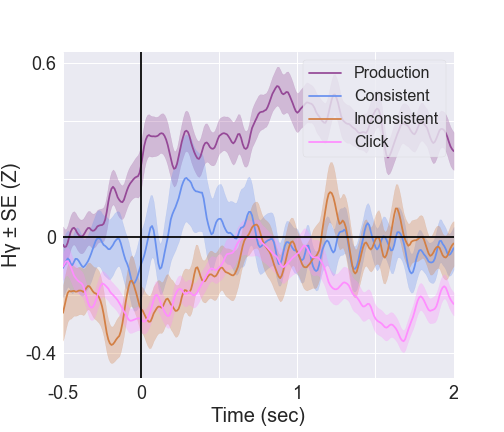 0.6
0
-0.4
Hγ ± SE (Z)
Production
Consistent
Inconsistent
Click
-0.5 0 1 2
Time (sec)